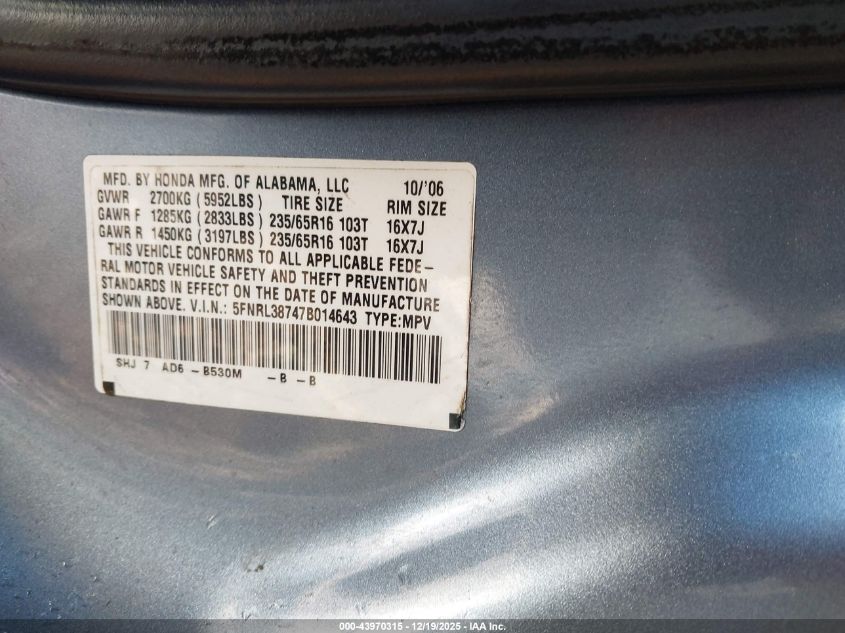 MFD. BY HONDA MFG. OF ALABAMA, LLC 10/'06
GVWR 2700KG ( 5952LBS ) TIRE SIZE RIM SIZE
GAWR F 1285KG ( 2833LBS ) 235/65R16 103T 16X7J
GAWR R 1450KG ( 3197LBS ) 235/65R16 103T 16X7J
THIS VEHICLE CONFORMS TO ALL APPLICABLE FEDE-
RAL MOTOR VEHICLE SAFETY AND THEFT PREVENTION
STANDARDS IN EFFECT ON THE DATE OF MANUFACTURE
SHOWN ABOVE. V.I.N.: 5FNRL38747B014643 TYPE:MPV
SHJ 7 AD6 - B530M - B - B
000-43970315 - 12/19/2025 - IAA Inc.